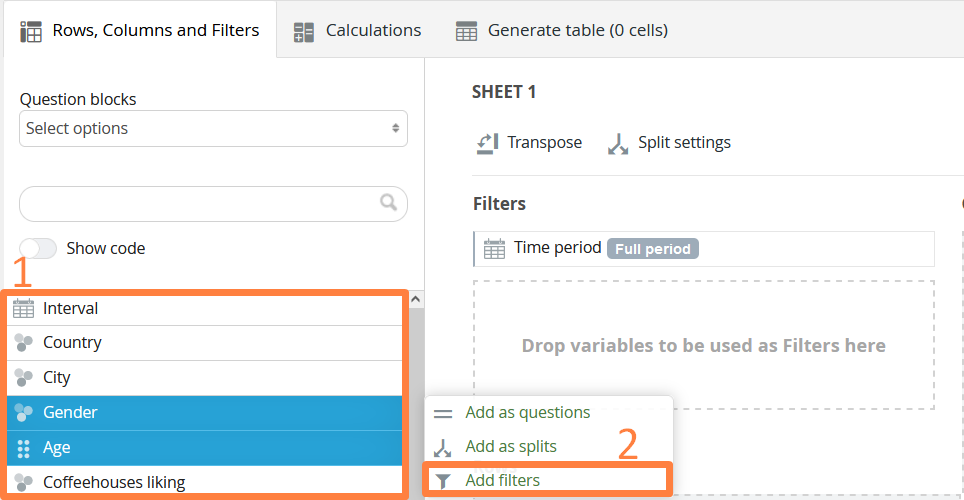 Rows, Columns and Filters
Calculations
Generate table (0 cells)
Question blocks
Select options
Show code
1
Interval
Country
City
Gender
Age
Coffeehouses liking
SHEET 1
Transpose
Split settings
Filters
Time period Full period
Drop variables to be used as Filters here
Add as questions
Add as splits
2
Add filters